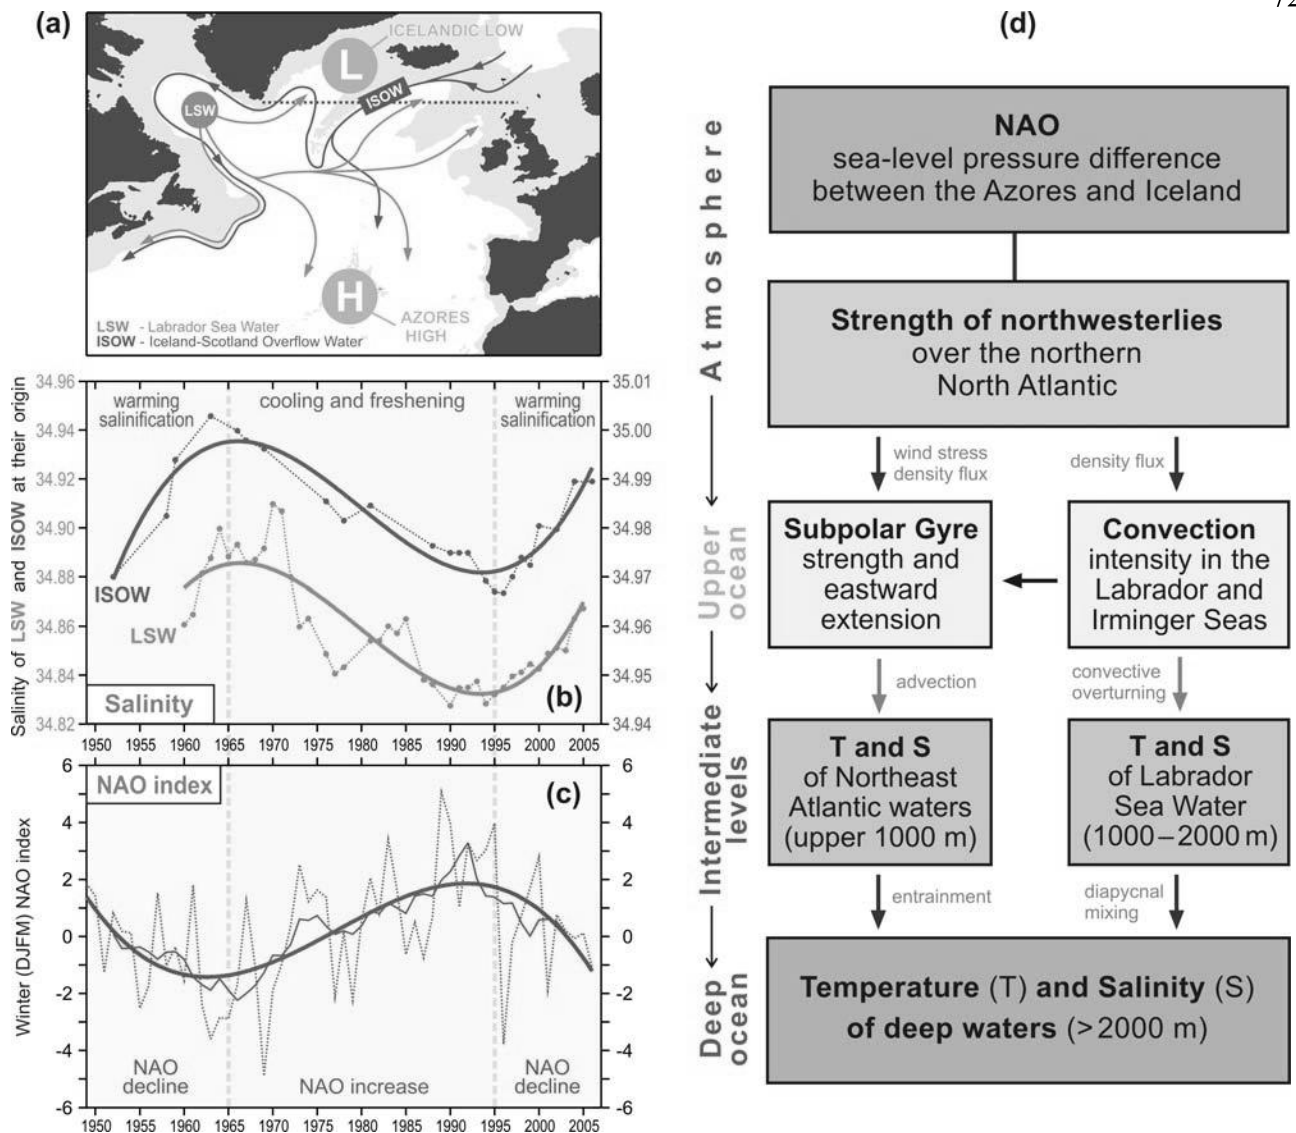 72
(a)
ICELANDIC LOW
L
ISOW
LSW
H
AZORES
HIGH
LSW - Labrador Sea Water
ISOW - Iceland-Scotland Overflow Water
Salinity of LSW and ISOW at their origin
34.96
34.94
34.92
34.90
34.88
34.86
34.84
34.82
35.01
35.00
34.99
34.98
34.97
34.96
34.95
34.94
warming
salinification
cooling and freshening
warming
salinification
ISOW
LSW
Salinity
(b)
1950 1955 1960 1965 1970 1975 1980 1985 1990 1995 2000 2005
Winter (DJFM) NAO index
6
4
2
0
-2
-4
-6
6
4
2
0
-2
-4
-6
NAO index
(c)
NAO
decline
NAO increase
NAO
decline
1950 1955 1960 1965 1970 1975 1980 1985 1990 1995 2000 2005
(d)
Atmosphere
Upper
ocean
Intermediate
levels
Deep
ocean
NAO
sea-level pressure difference
between the Azores and Iceland
Strength of northwesterlies
over the northern
North Atlantic
wind stress
density flux
density flux
Subpolar Gyre
strength and
eastward
extension
Convection
intensity in the
Labrador and
Irminger Seas
advection
convective
overturning
T and S
of Northeast
Atlantic waters
(upper 1000 m)
T and S
of Labrador
Sea Water
(1000–2000 m)
entrainment
diapycnal
mixing
Temperature (T) and Salinity (S)
of deep waters (>2000 m)